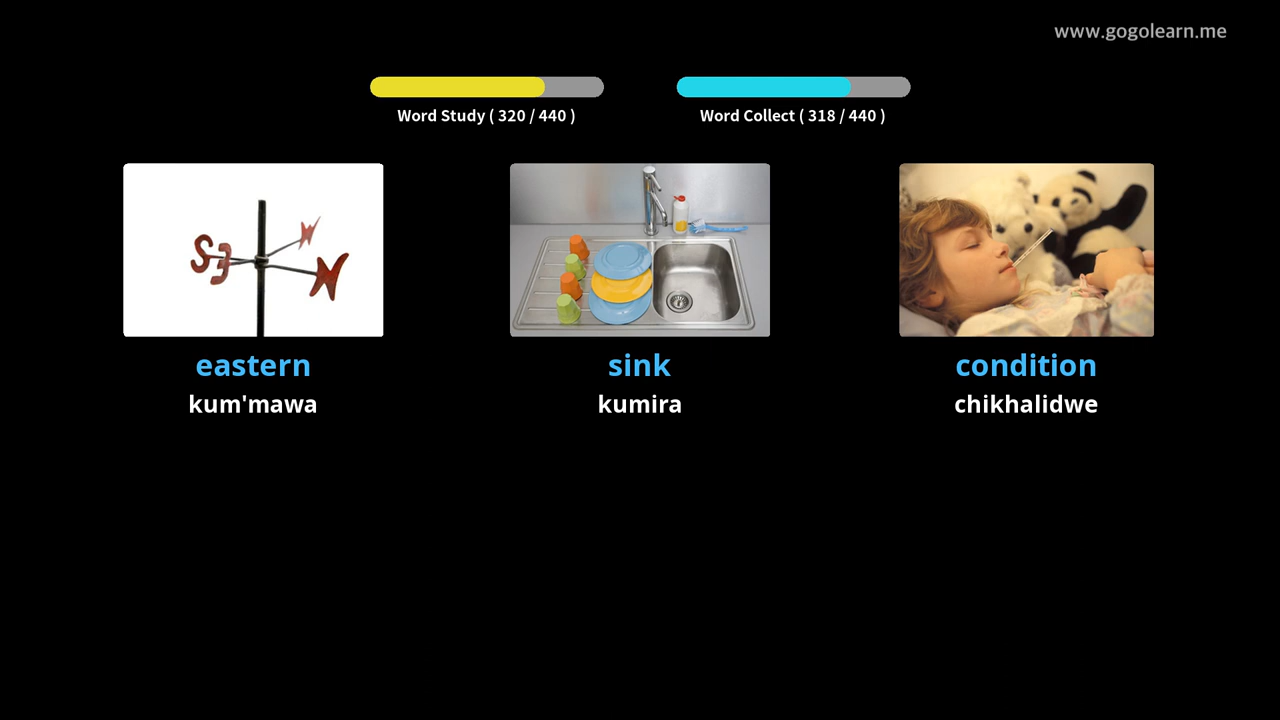 www.gogolearn.me
Word Study ( 320 / 440 )
Word Collect ( 318 / 440 )
S E N W
eastern
sink
condition
kum'mawa
kumira
chikhalidwe